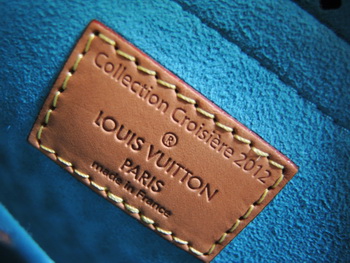 Collection Croisière 2012
®
LOUIS VUITTON
PARIS
made in France